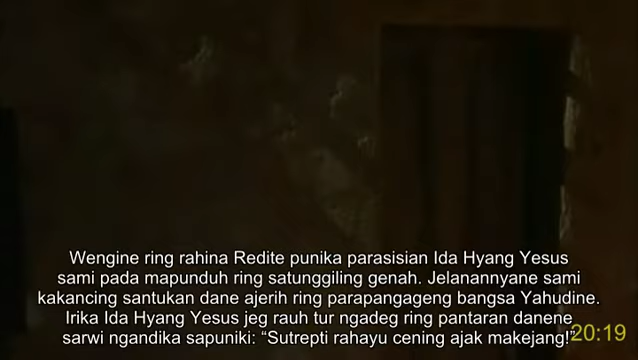 Wengine ring rahina Redite punika parasisian Ida Hyang Yesus
sami pada mapunduh ring satunggiling genah. Jelanannyane sami
kakancing santukan dane ajerih ring parapangageng bangsa Yahudine.
Irika Ida Hyang Yesus jeg rauh tur ngadeg ring pantaran danene
sarwi ngandika sapuniki: “Sutrepti rahayu cening ajak makejang!”
20:19